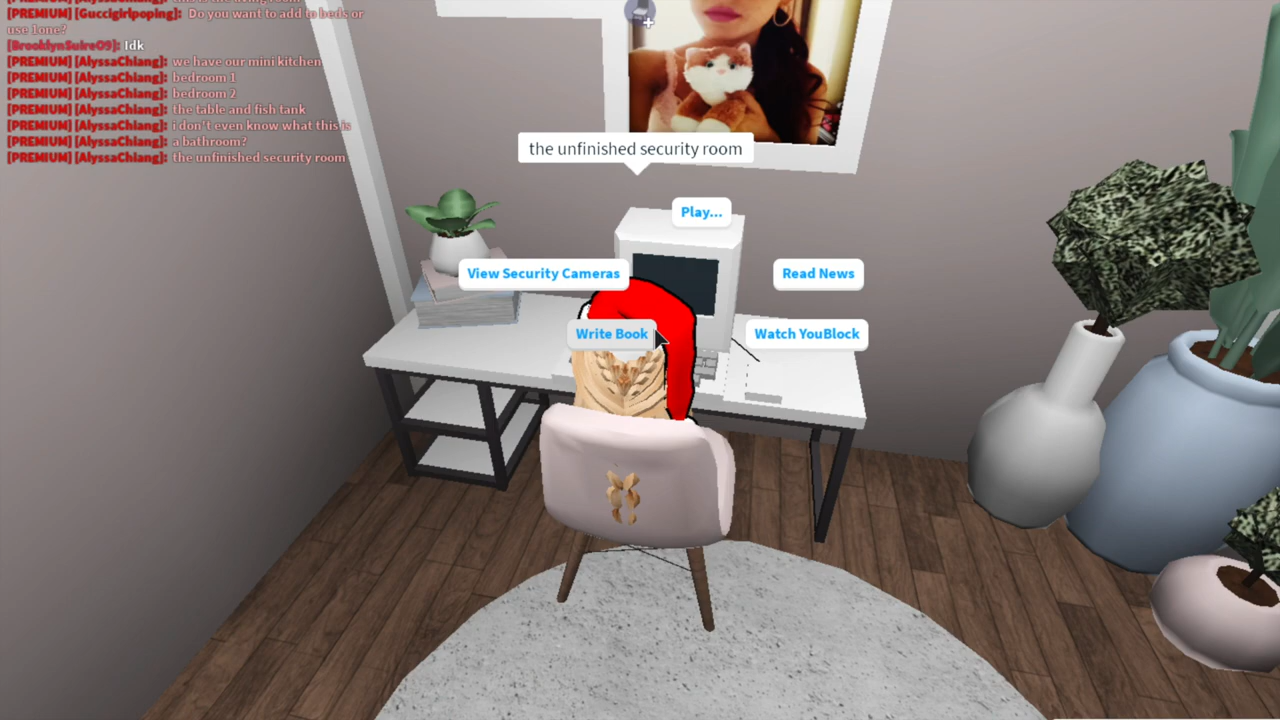 [PREMIUM] [Guccigirlpoping]: Do you want to add to beds or
use 1one?
[BrooklynSuire09]: Idk
[PREMIUM] [AlyssaChiang]: we have our mini kitchen
[PREMIUM] [AlyssaChiang]: bedroom 1
[PREMIUM] [AlyssaChiang]: bedroom 2
[PREMIUM] [AlyssaChiang]: the table and fish tank
[PREMIUM] [AlyssaChiang]: i don't even know what this is
[PREMIUM] [AlyssaChiang]: a bathroom?
[PREMIUM] [AlyssaChiang]: the unfinished security room
the unfinished security room
Play...
View Security Cameras
Read News
Write Book
Watch YouBlock